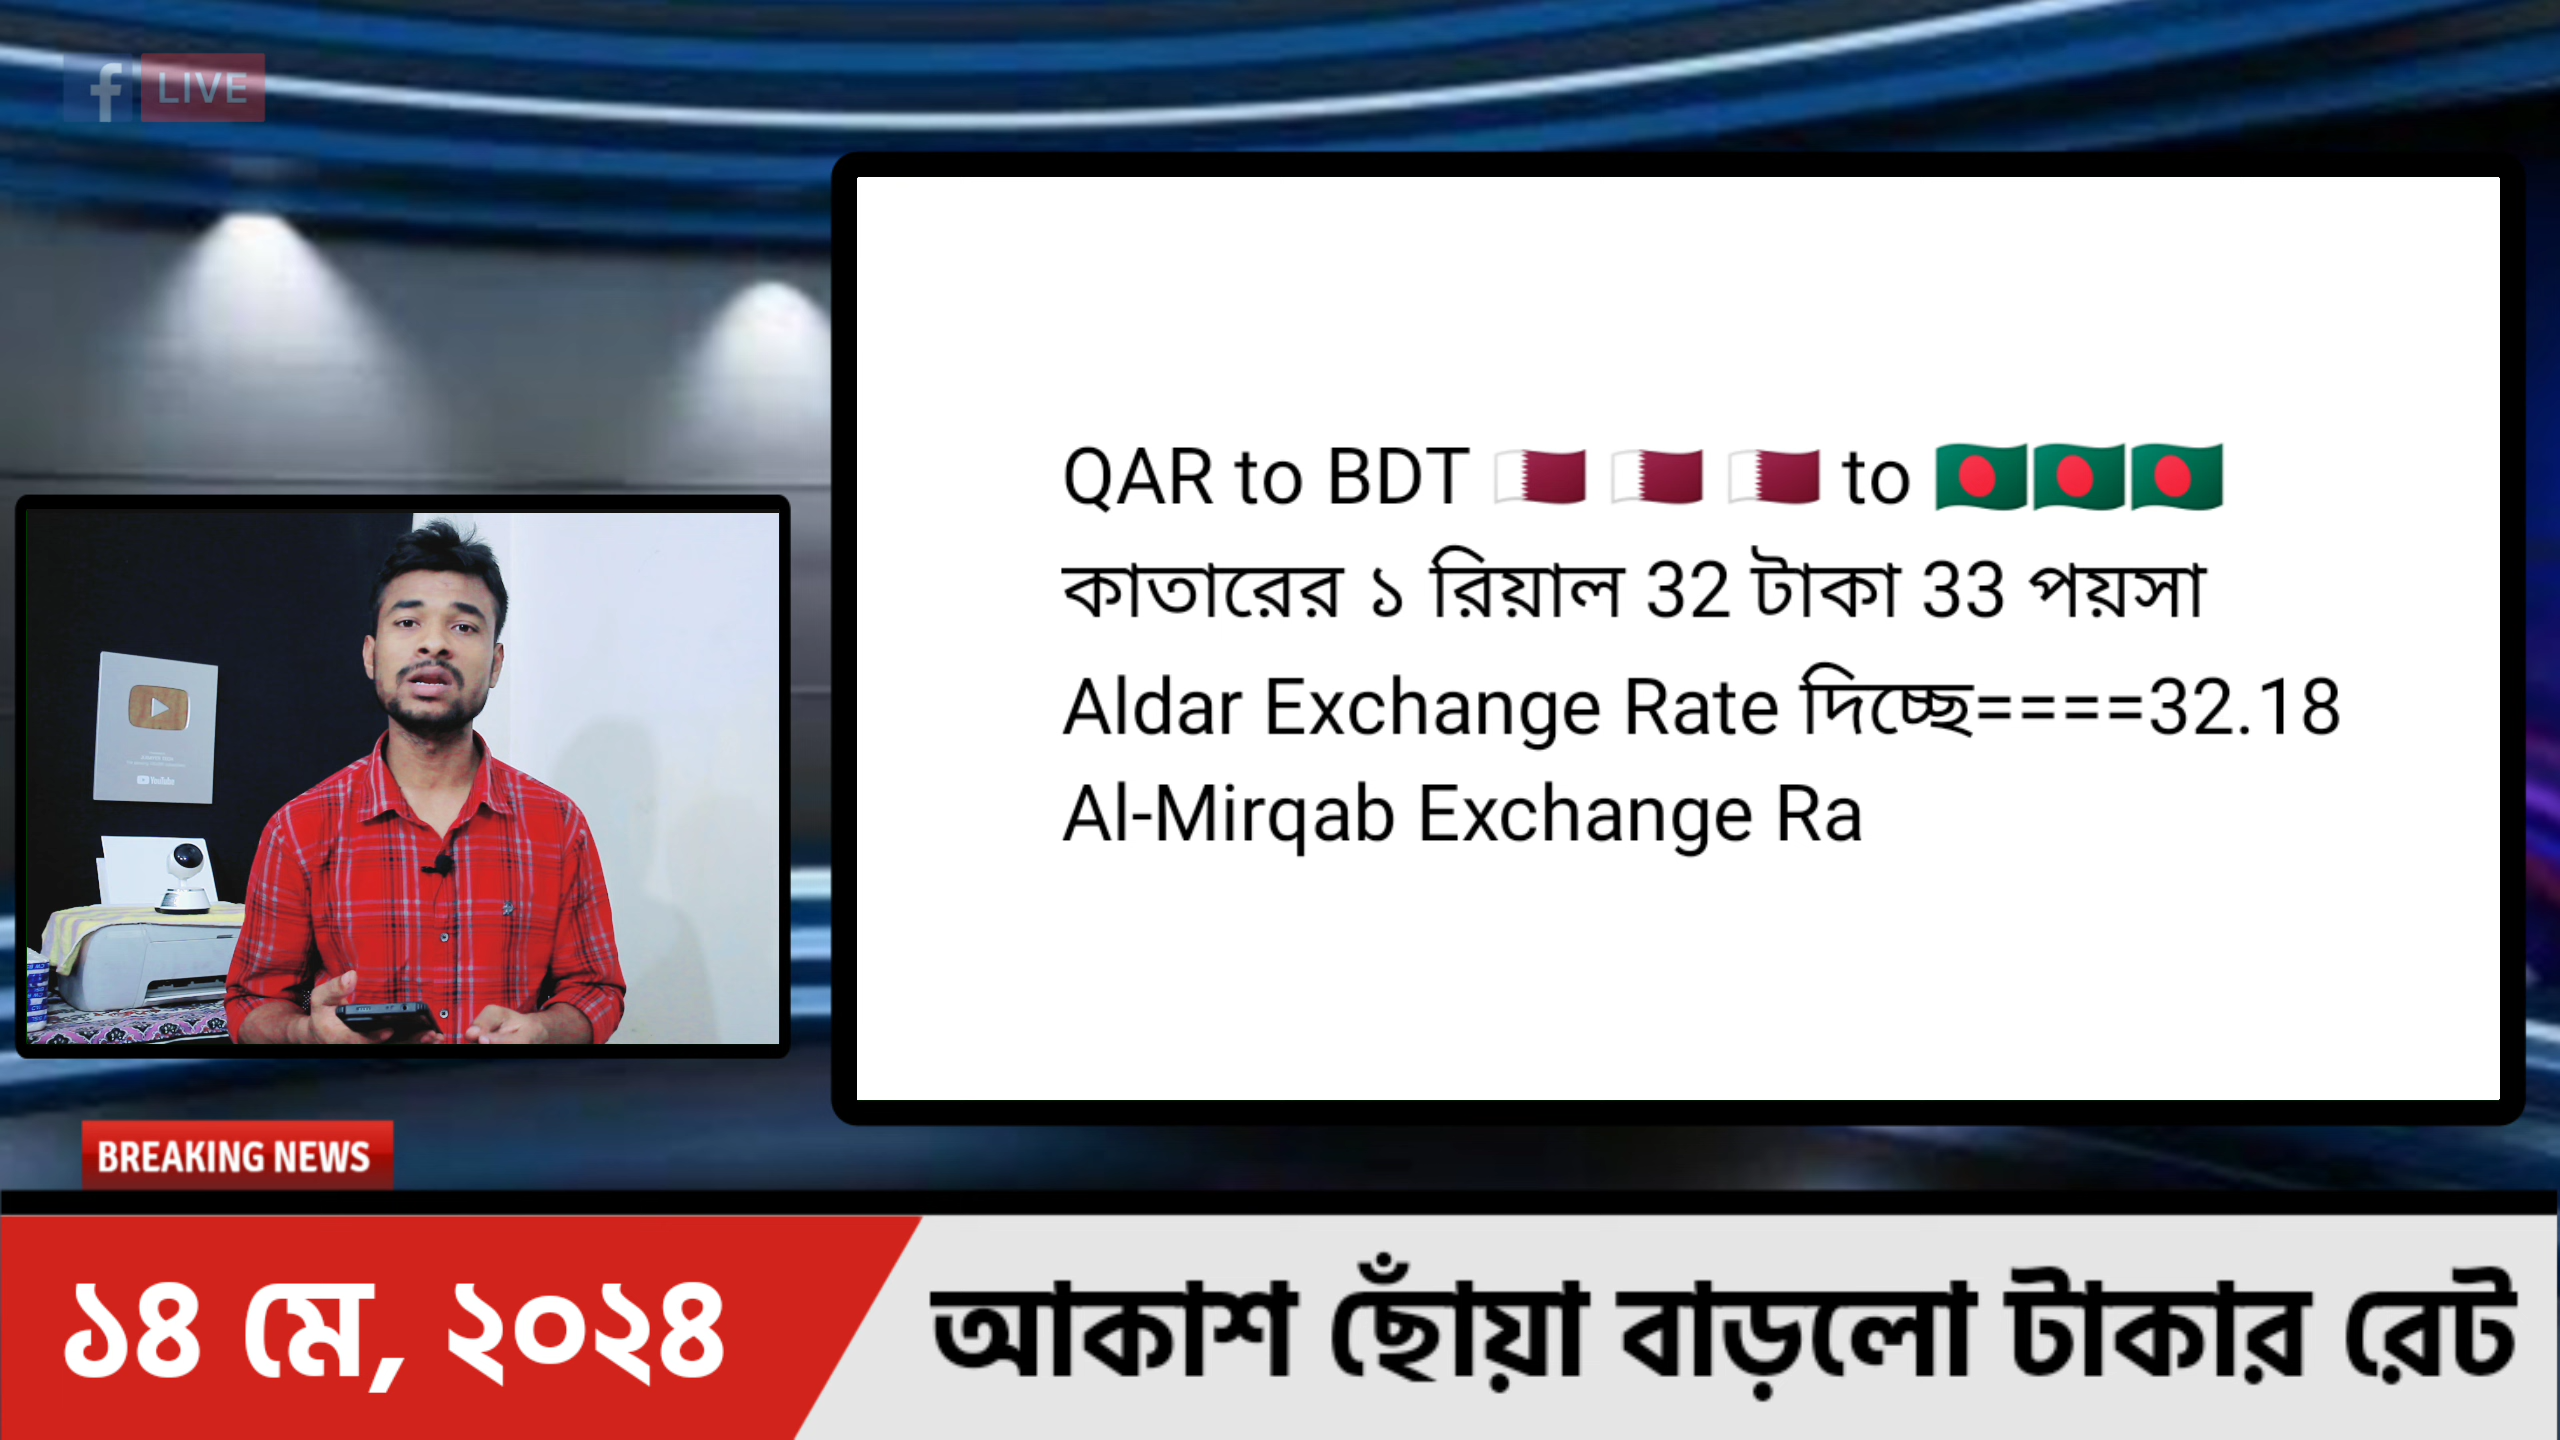 f LIVE
QAR to BDT 🇶🇦 🇶🇦 🇶🇦 to 🇧🇩🇧🇩🇧🇩
কাতারের ১ রিয়াল 32 টাকা 33 পয়সা
Aldar Exchange Rate দিচ্ছে====32.18
Al-Mirqab Exchange Ra
YouTube
BREAKING NEWS
১৪ মে, ২০২৪
আকাশ ছোঁয়া বাড়লো টাকার রেট